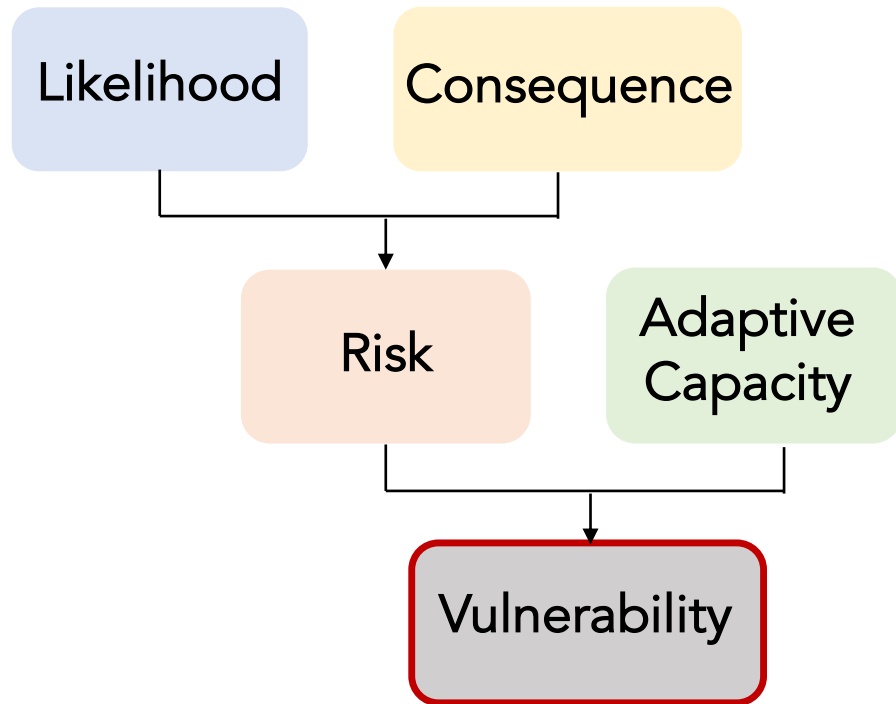 Likelihood
Consequence
Risk
Adaptive
Capacity
Vulnerability